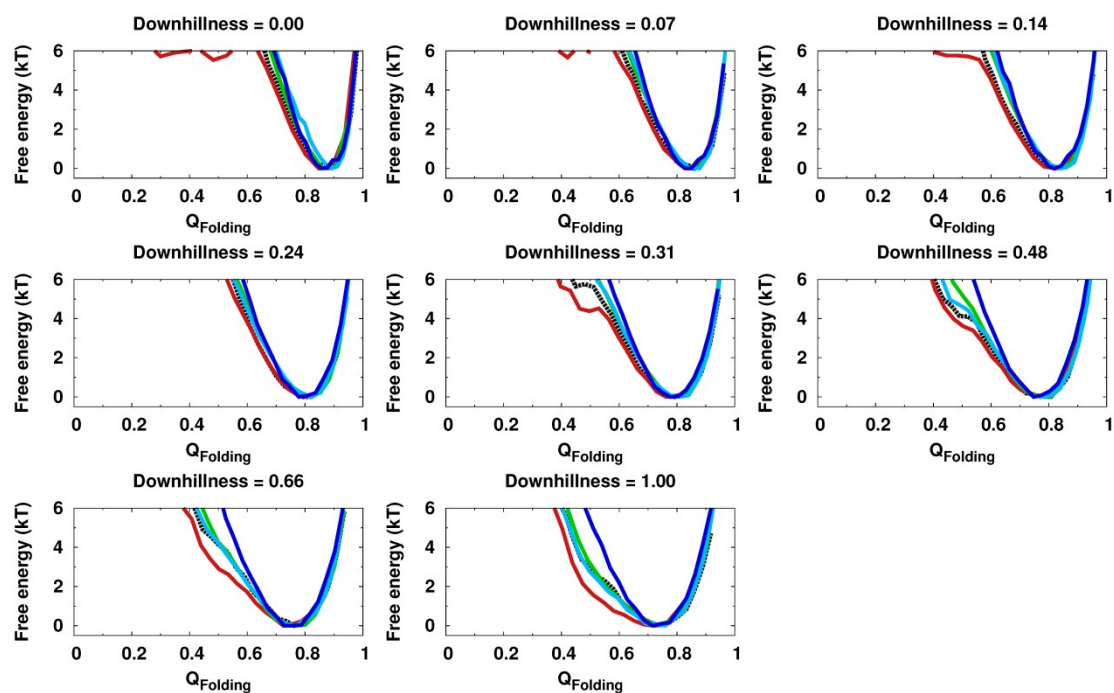 Downhillness = 0.00
Free energy (kT)
6
4
2
0
0 0.2 0.4 0.6 0.8 1
Q_Folding
Downhillness = 0.07
Free energy (kT)
6
4
2
0
0 0.2 0.4 0.6 0.8 1
Q_Folding
Downhillness = 0.14
Free energy (kT)
6
4
2
0
0 0.2 0.4 0.6 0.8 1
Q_Folding
Downhillness = 0.24
Free energy (kT)
6
4
2
0
0 0.2 0.4 0.6 0.8 1
Q_Folding
Downhillness = 0.31
Free energy (kT)
6
4
2
0
0 0.2 0.4 0.6 0.8 1
Q_Folding
Downhillness = 0.48
Free energy (kT)
6
4
2
0
0 0.2 0.4 0.6 0.8 1
Q_Folding
Downhillness = 0.66
Free energy (kT)
6
4
2
0
0 0.2 0.4 0.6 0.8 1
Q_Folding
Downhillness = 1.00
Free energy (kT)
6
4
2
0
0 0.2 0.4 0.6 0.8 1
Q_Folding